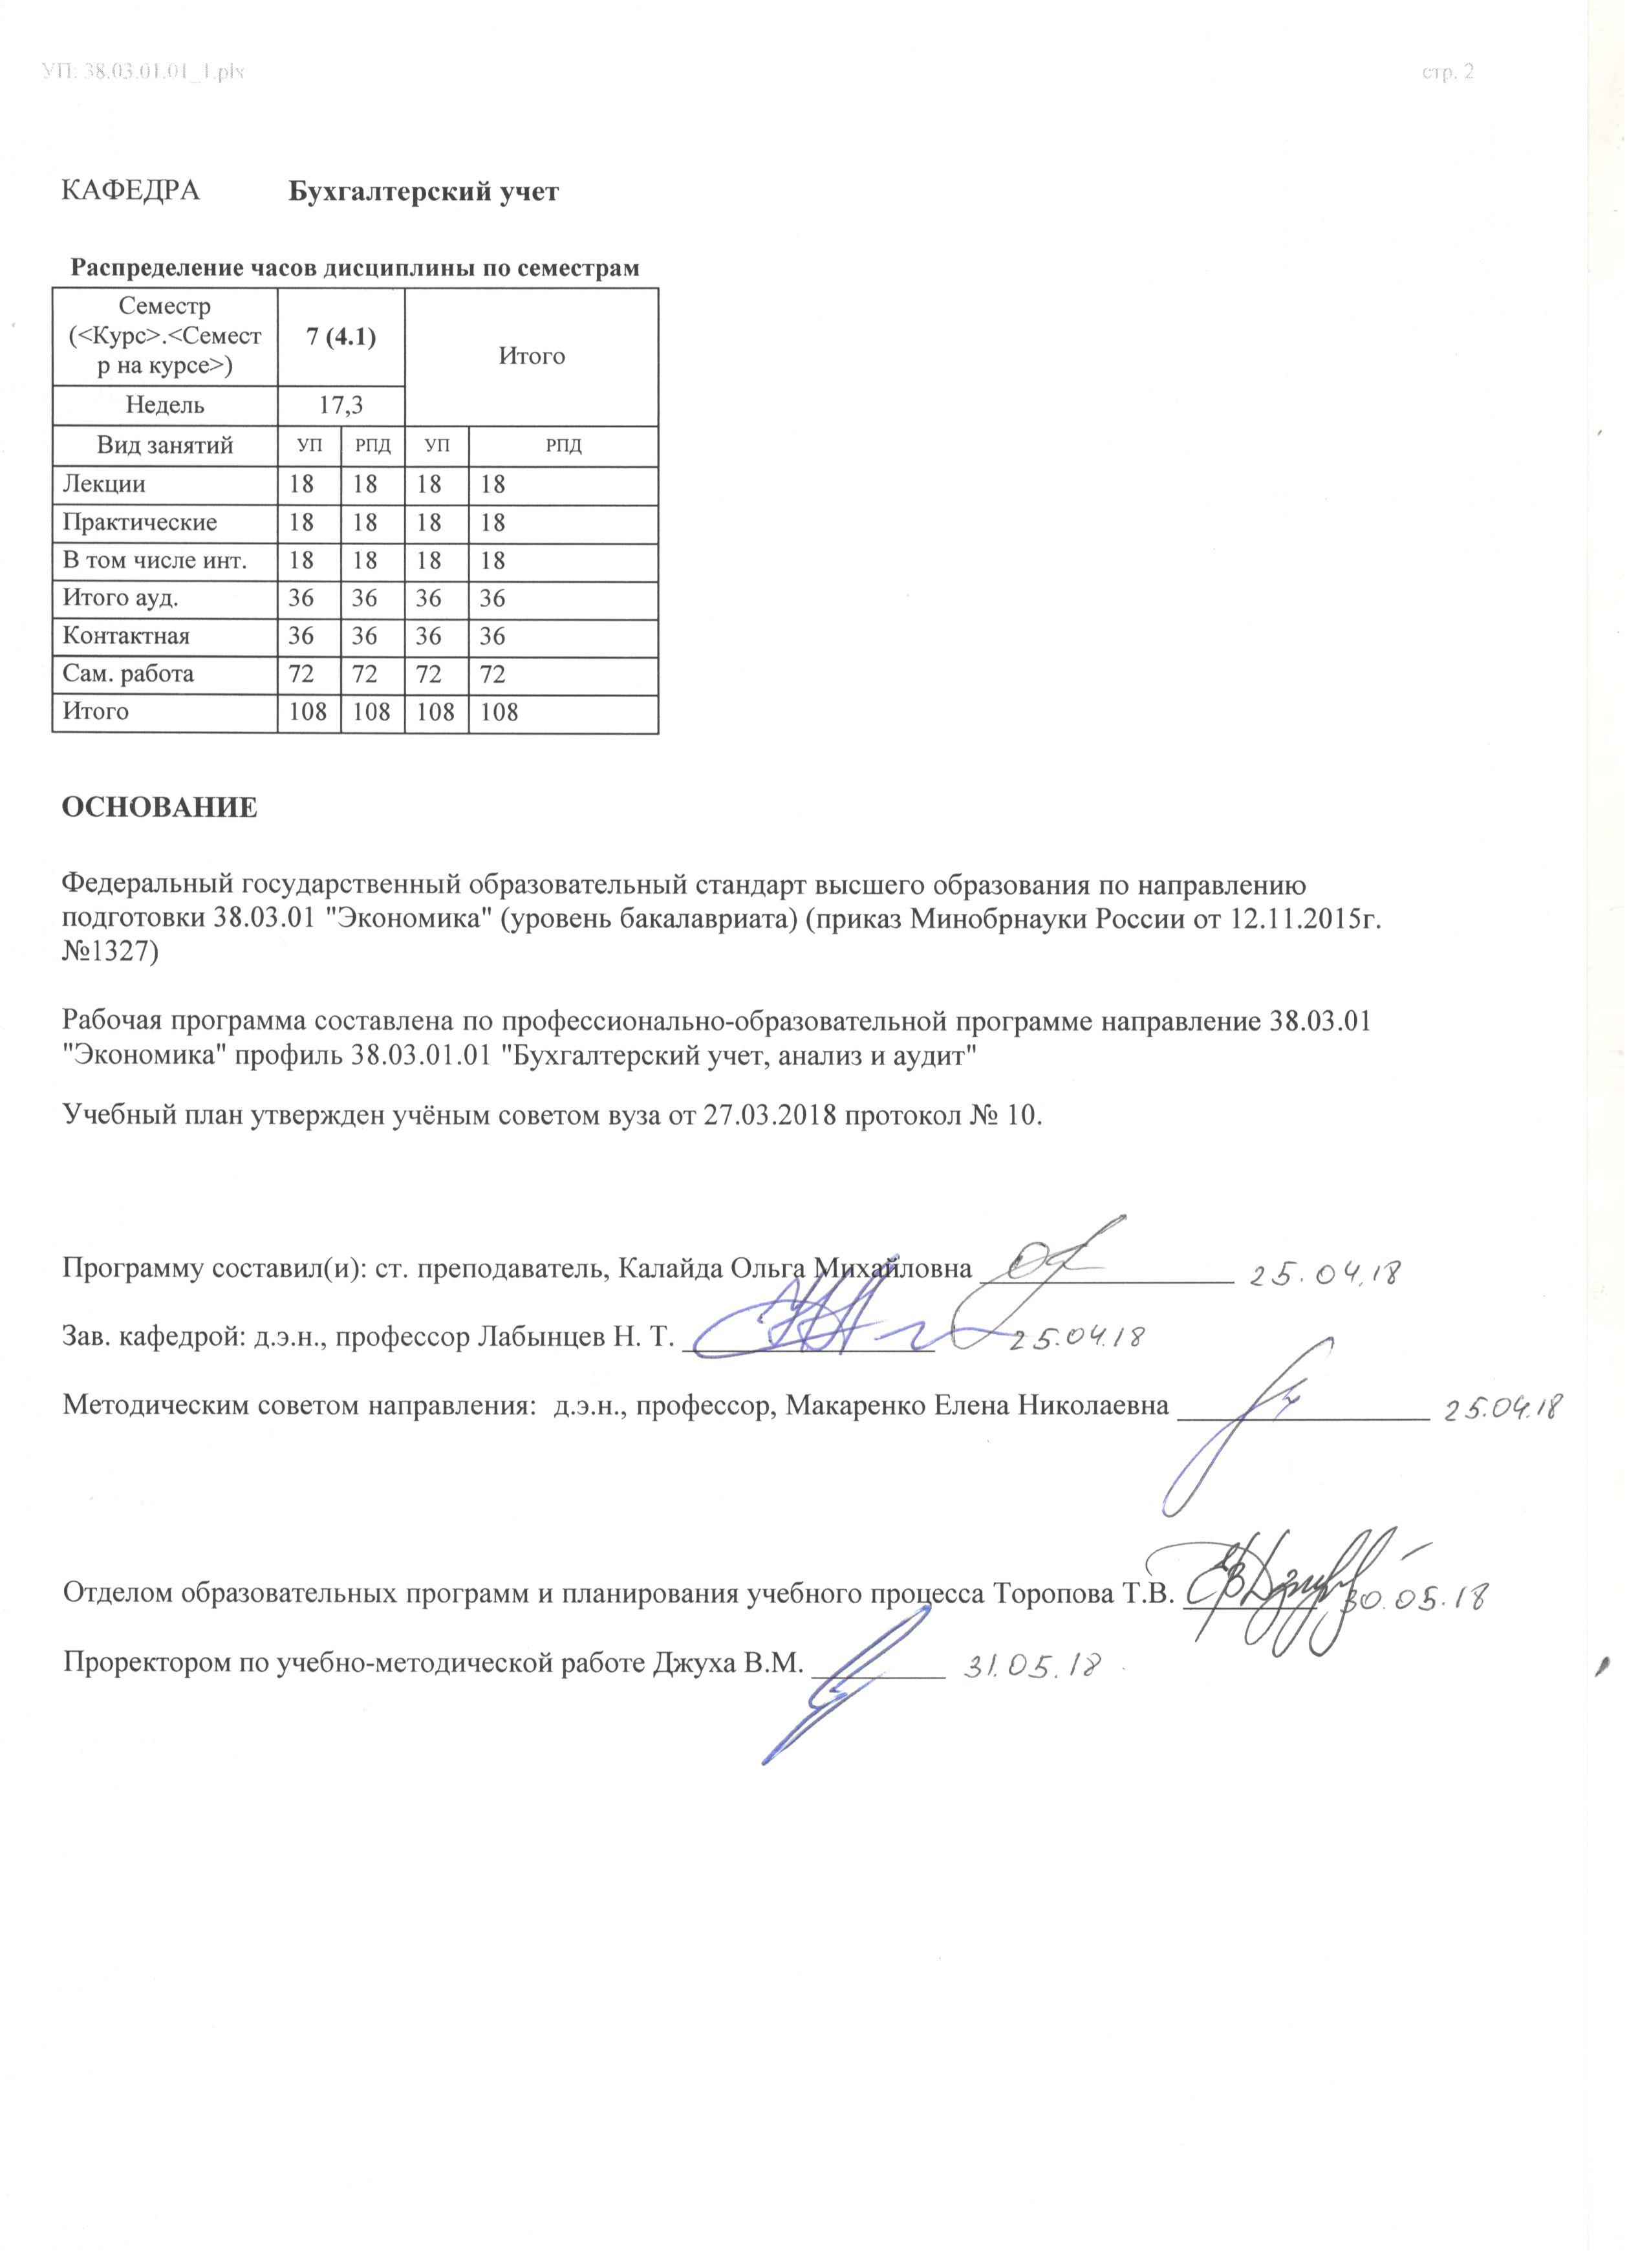 УП: 38.03.01.01_1.plx стр. 2
КАФЕДРА Бухгалтерский учет
Распределение часов дисциплины по семестрам
Семестр
(<Курс>.<Семест
р на курсе>)
7 (4.1)
Итого
Недель 17,3
Вид занятий УП РПД УП РПД
Лекции 18 18 18 18
Практические 18 18 18 18
В том числе инт. 18 18 18 18
Итого ауд. 36 36 36 36
Контактная 36 36 36 36
Сам. работа 72 72 72 72
Итого 108 108 108 108
ОСНОВАНИЕ
Федеральный государственный образовательный стандарт высшего образования по направлению
подготовки 38.03.01 "Экономика" (уровень бакалавриата) (приказ Минобрнауки России от 12.11.2015г.
№1327)
Рабочая программа составлена по профессионально-образовательной программе направление 38.03.01
"Экономика" профиль 38.03.01.01 "Бухгалтерский учет, анализ и аудит"
Учебный план утвержден учёным советом вуза от 27.03.2018 протокол № 10.
Программу составил(и): ст. преподаватель, Калайда Ольга Михайловна 25.04.18
Зав. кафедрой: д.э.н., профессор Лабынцев Н. Т. 25.04.18
Методическим советом направления: д.э.н., профессор, Макаренко Елена Николаевна 25.04.18
Отделом образовательных программ и планирования учебного процесса Торопова Т.В. 30.05.18
Проректором по учебно-методической работе Джуха В.М. 31.05.18